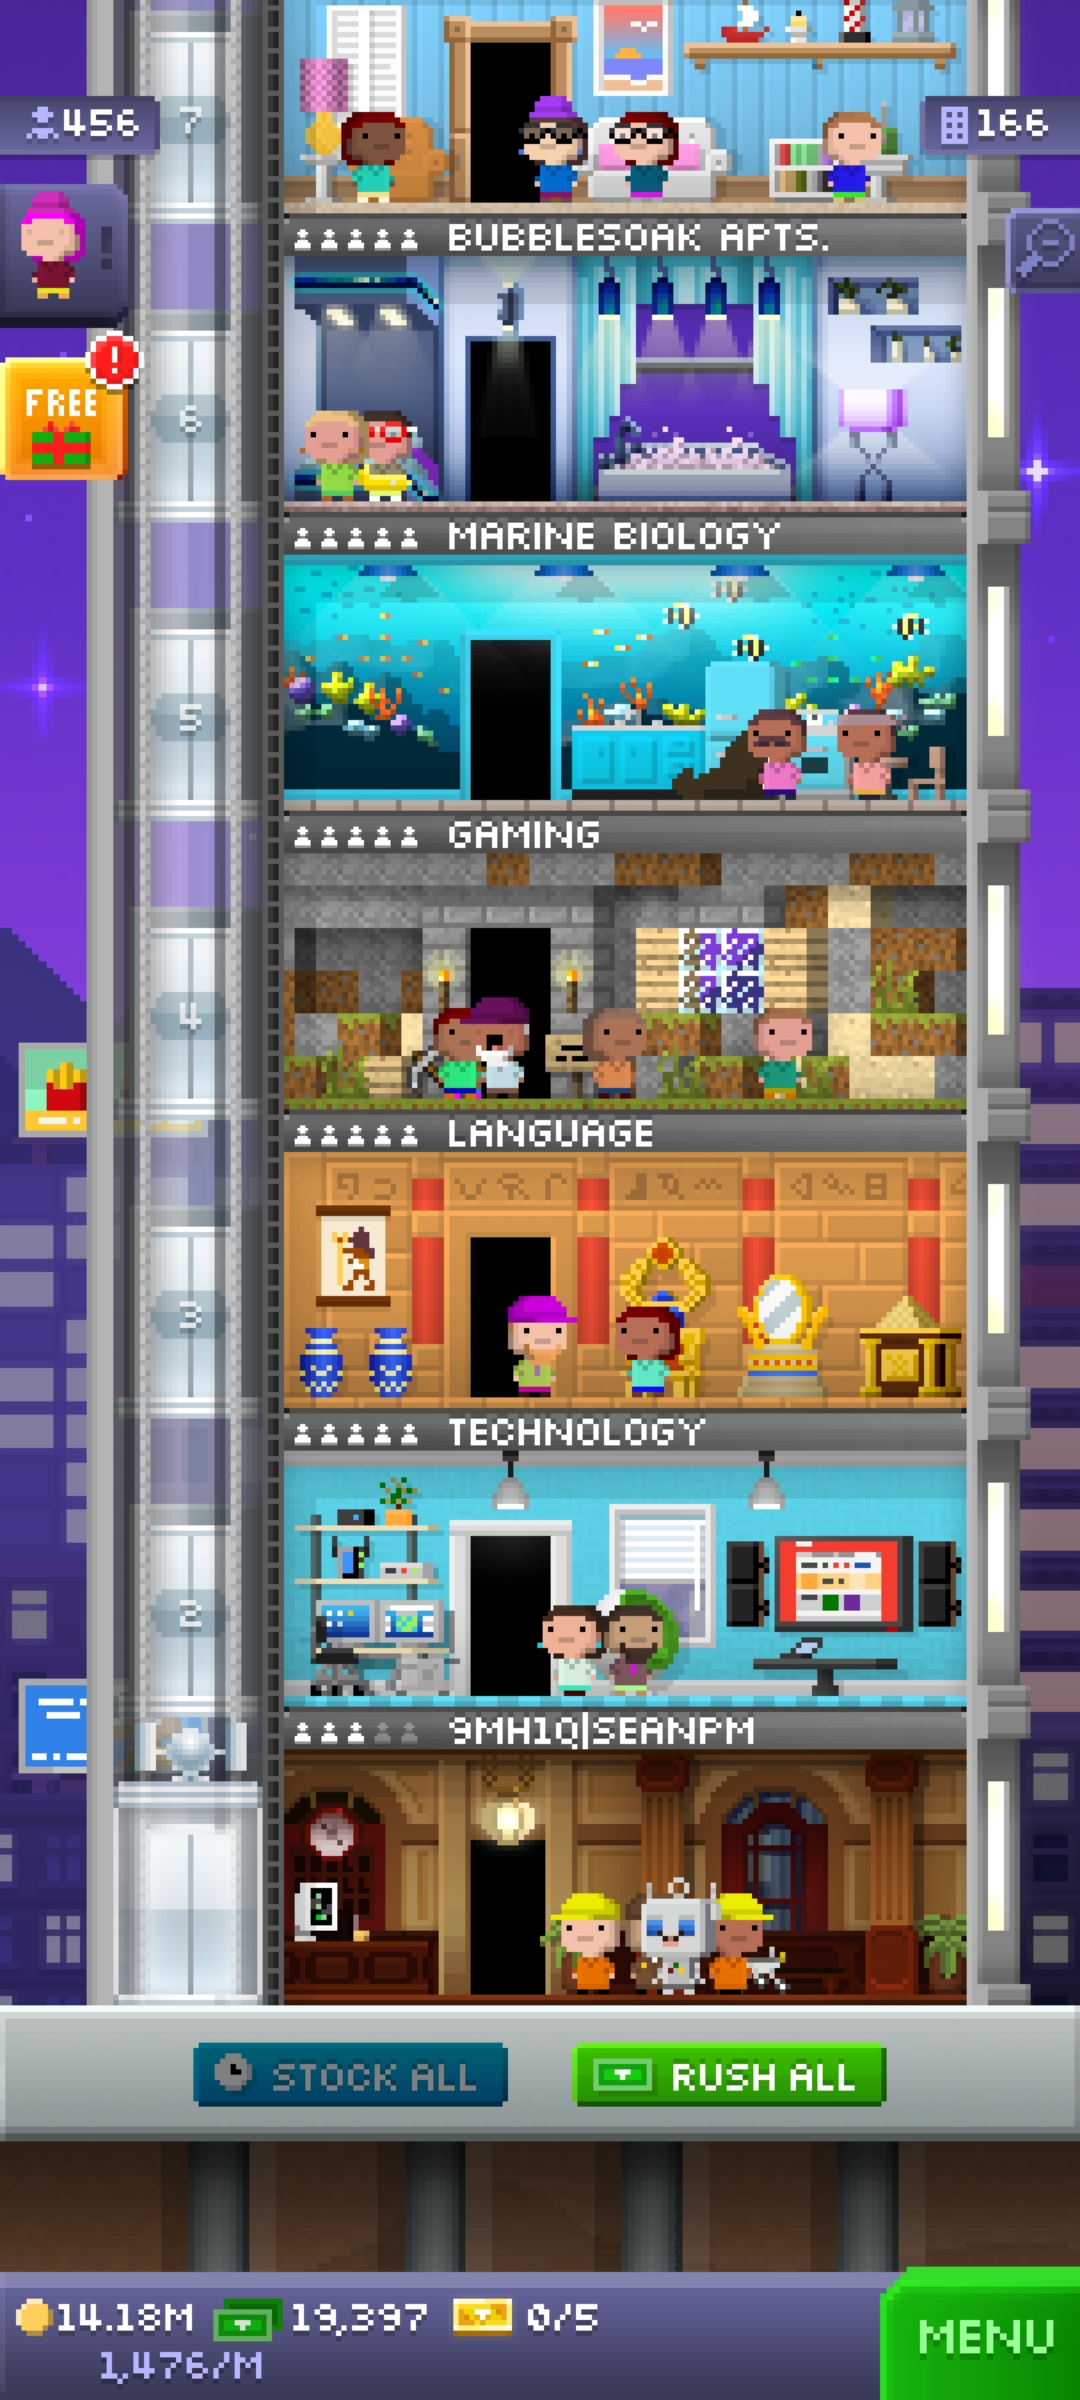 456
7
166
BUBBLESOAK APTS.
FREE
!
6
MARINE BIOLOGY
5
GAMING
4
LANGUAGE
3
TECHNOLOGY
2
9MH1Q|SEANPM
STOCK ALL
RUSH ALL
14.18M
19,397
0/5
1,476/M
MENU